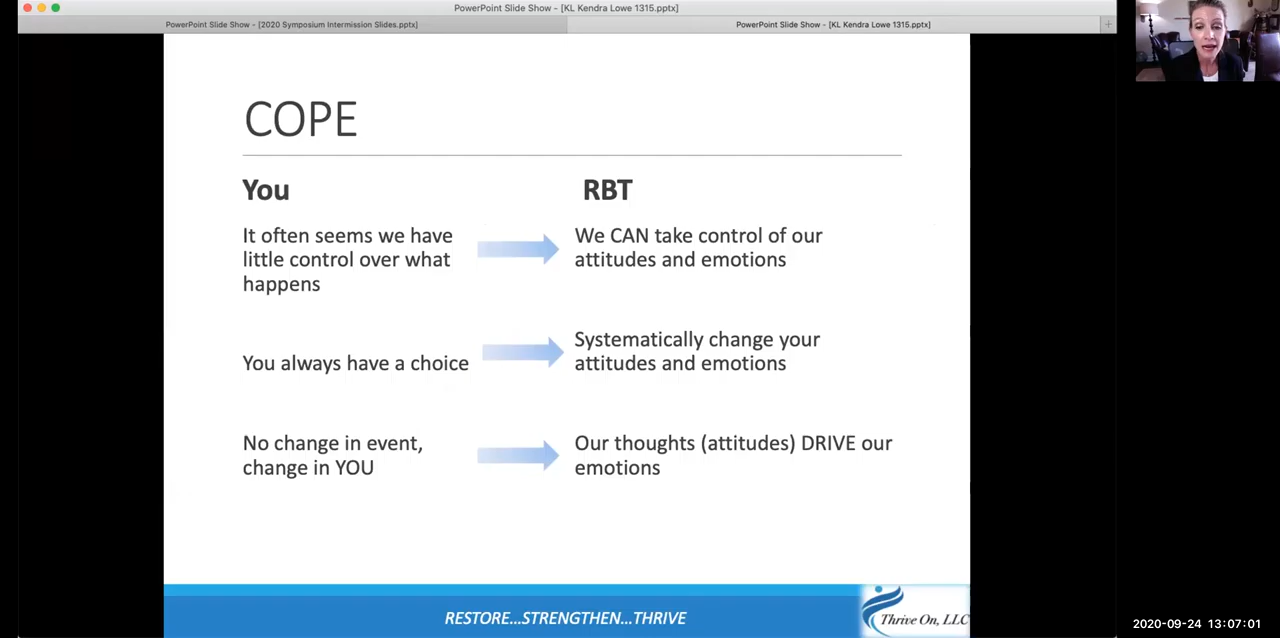 PowerPoint Slide Show - [KL Kendra Lowe 1315.pptx]
PowerPoint Slide Show - [2020 Symposium Intermission Slides.pptx]
PowerPoint Slide Show - [KL Kendra Lowe 1315.pptx]
COPE
You
RBT
It often seems we have
little control over what
happens
We CAN take control of our
attitudes and emotions
You always have a choice
Systematically change your
attitudes and emotions
No change in event,
change in YOU
Our thoughts (attitudes) DRIVE our
emotions
RESTORE...STRENGTHEN...THRIVE
Thrive On, LLC
2020-09-24 13:07:01